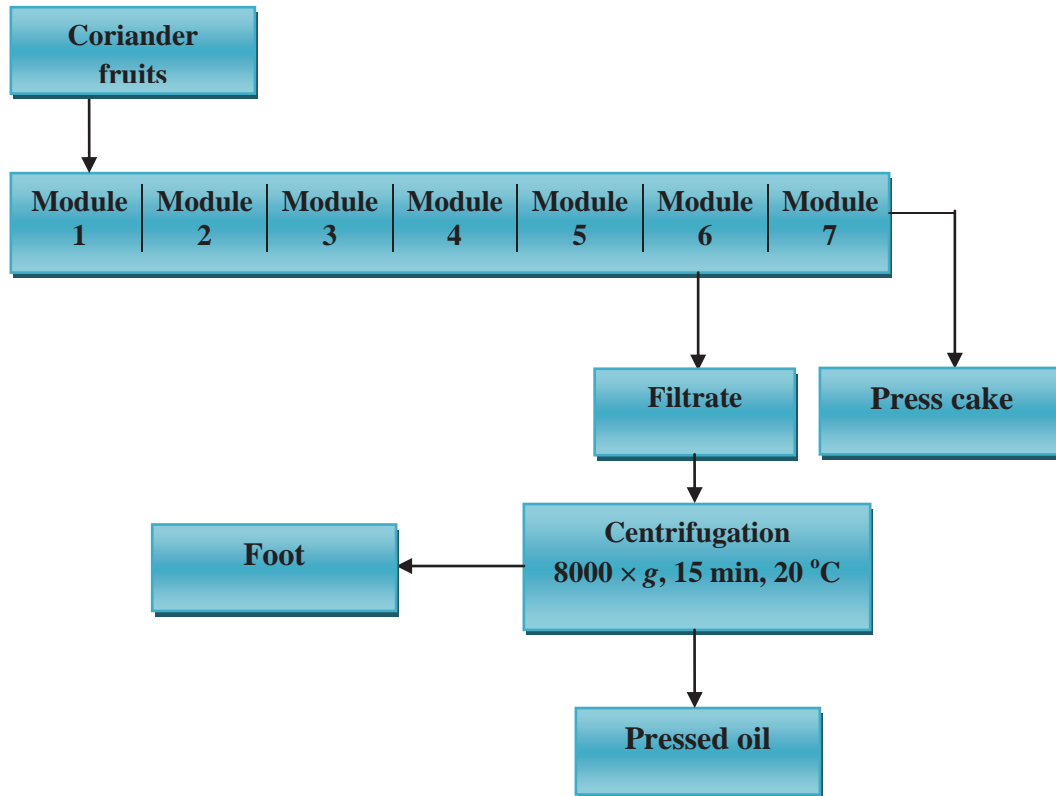 Coriander
fruits
Module Module Module Module Module Module Module
1 2 3 4 5 6 7
Filtrate
Press cake
Centrifugation
8000 × g, 15 min, 20 °C
Foot
Pressed oil